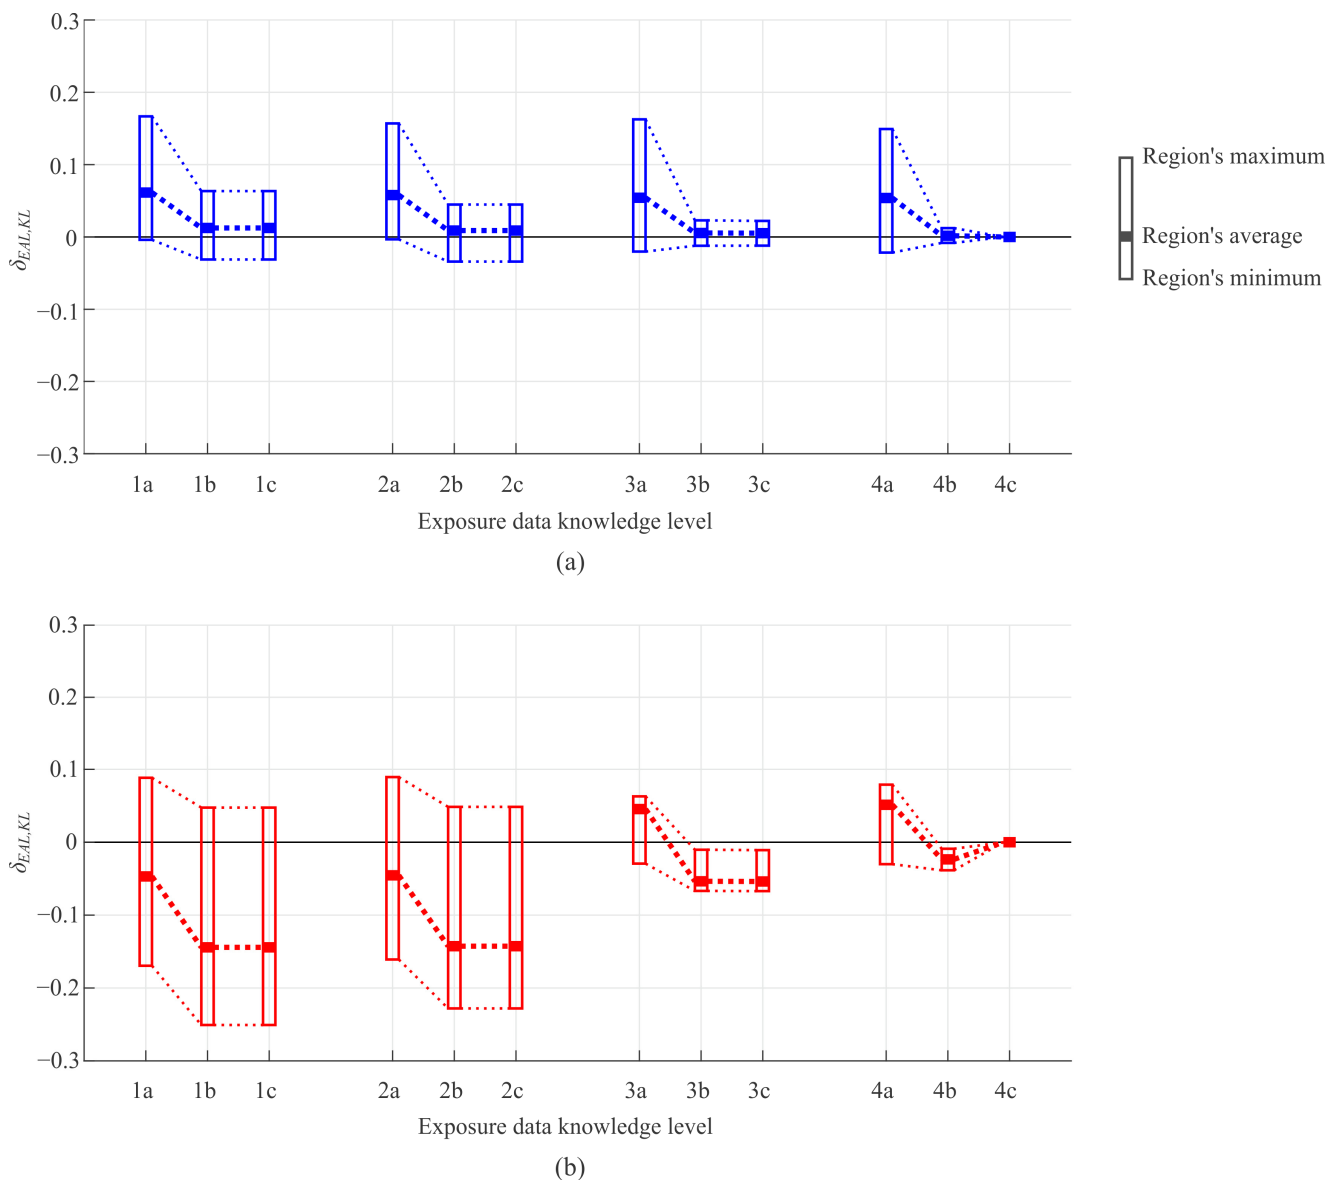 0.3
0.2
0.1
0
−0.1
−0.2
−0.3
δEAL,KL
1a 1b 1c 2a 2b 2c 3a 3b 3c 4a 4b 4c
Exposure data knowledge level
(a)
Region's maximum
Region's average
Region's minimum
0.3
0.2
0.1
0
−0.1
−0.2
−0.3
δEAL,KL
1a 1b 1c 2a 2b 2c 3a 3b 3c 4a 4b 4c
Exposure data knowledge level
(b)